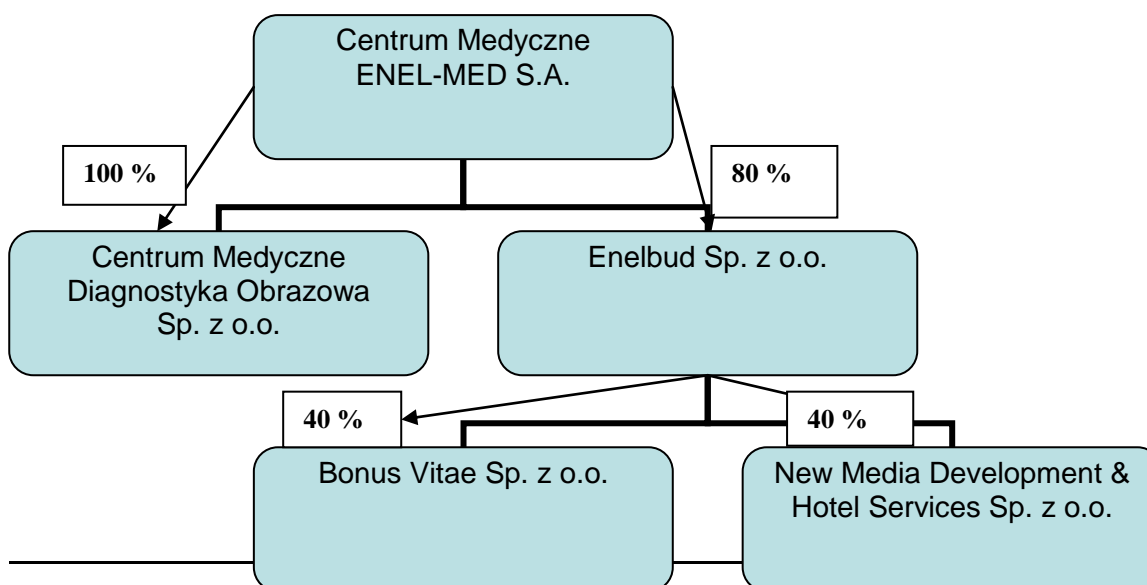 Centrum Medyczne
ENEL-MED S.A.
100 %
80 %
Centrum Medyczne
Diagnostyka Obrazowa
Sp. z o.o.
Enelbud Sp. z o.o.
40 %
40 %
Bonus Vitae Sp. z o.o.
New Media Development &
Hotel Services Sp. z o.o.